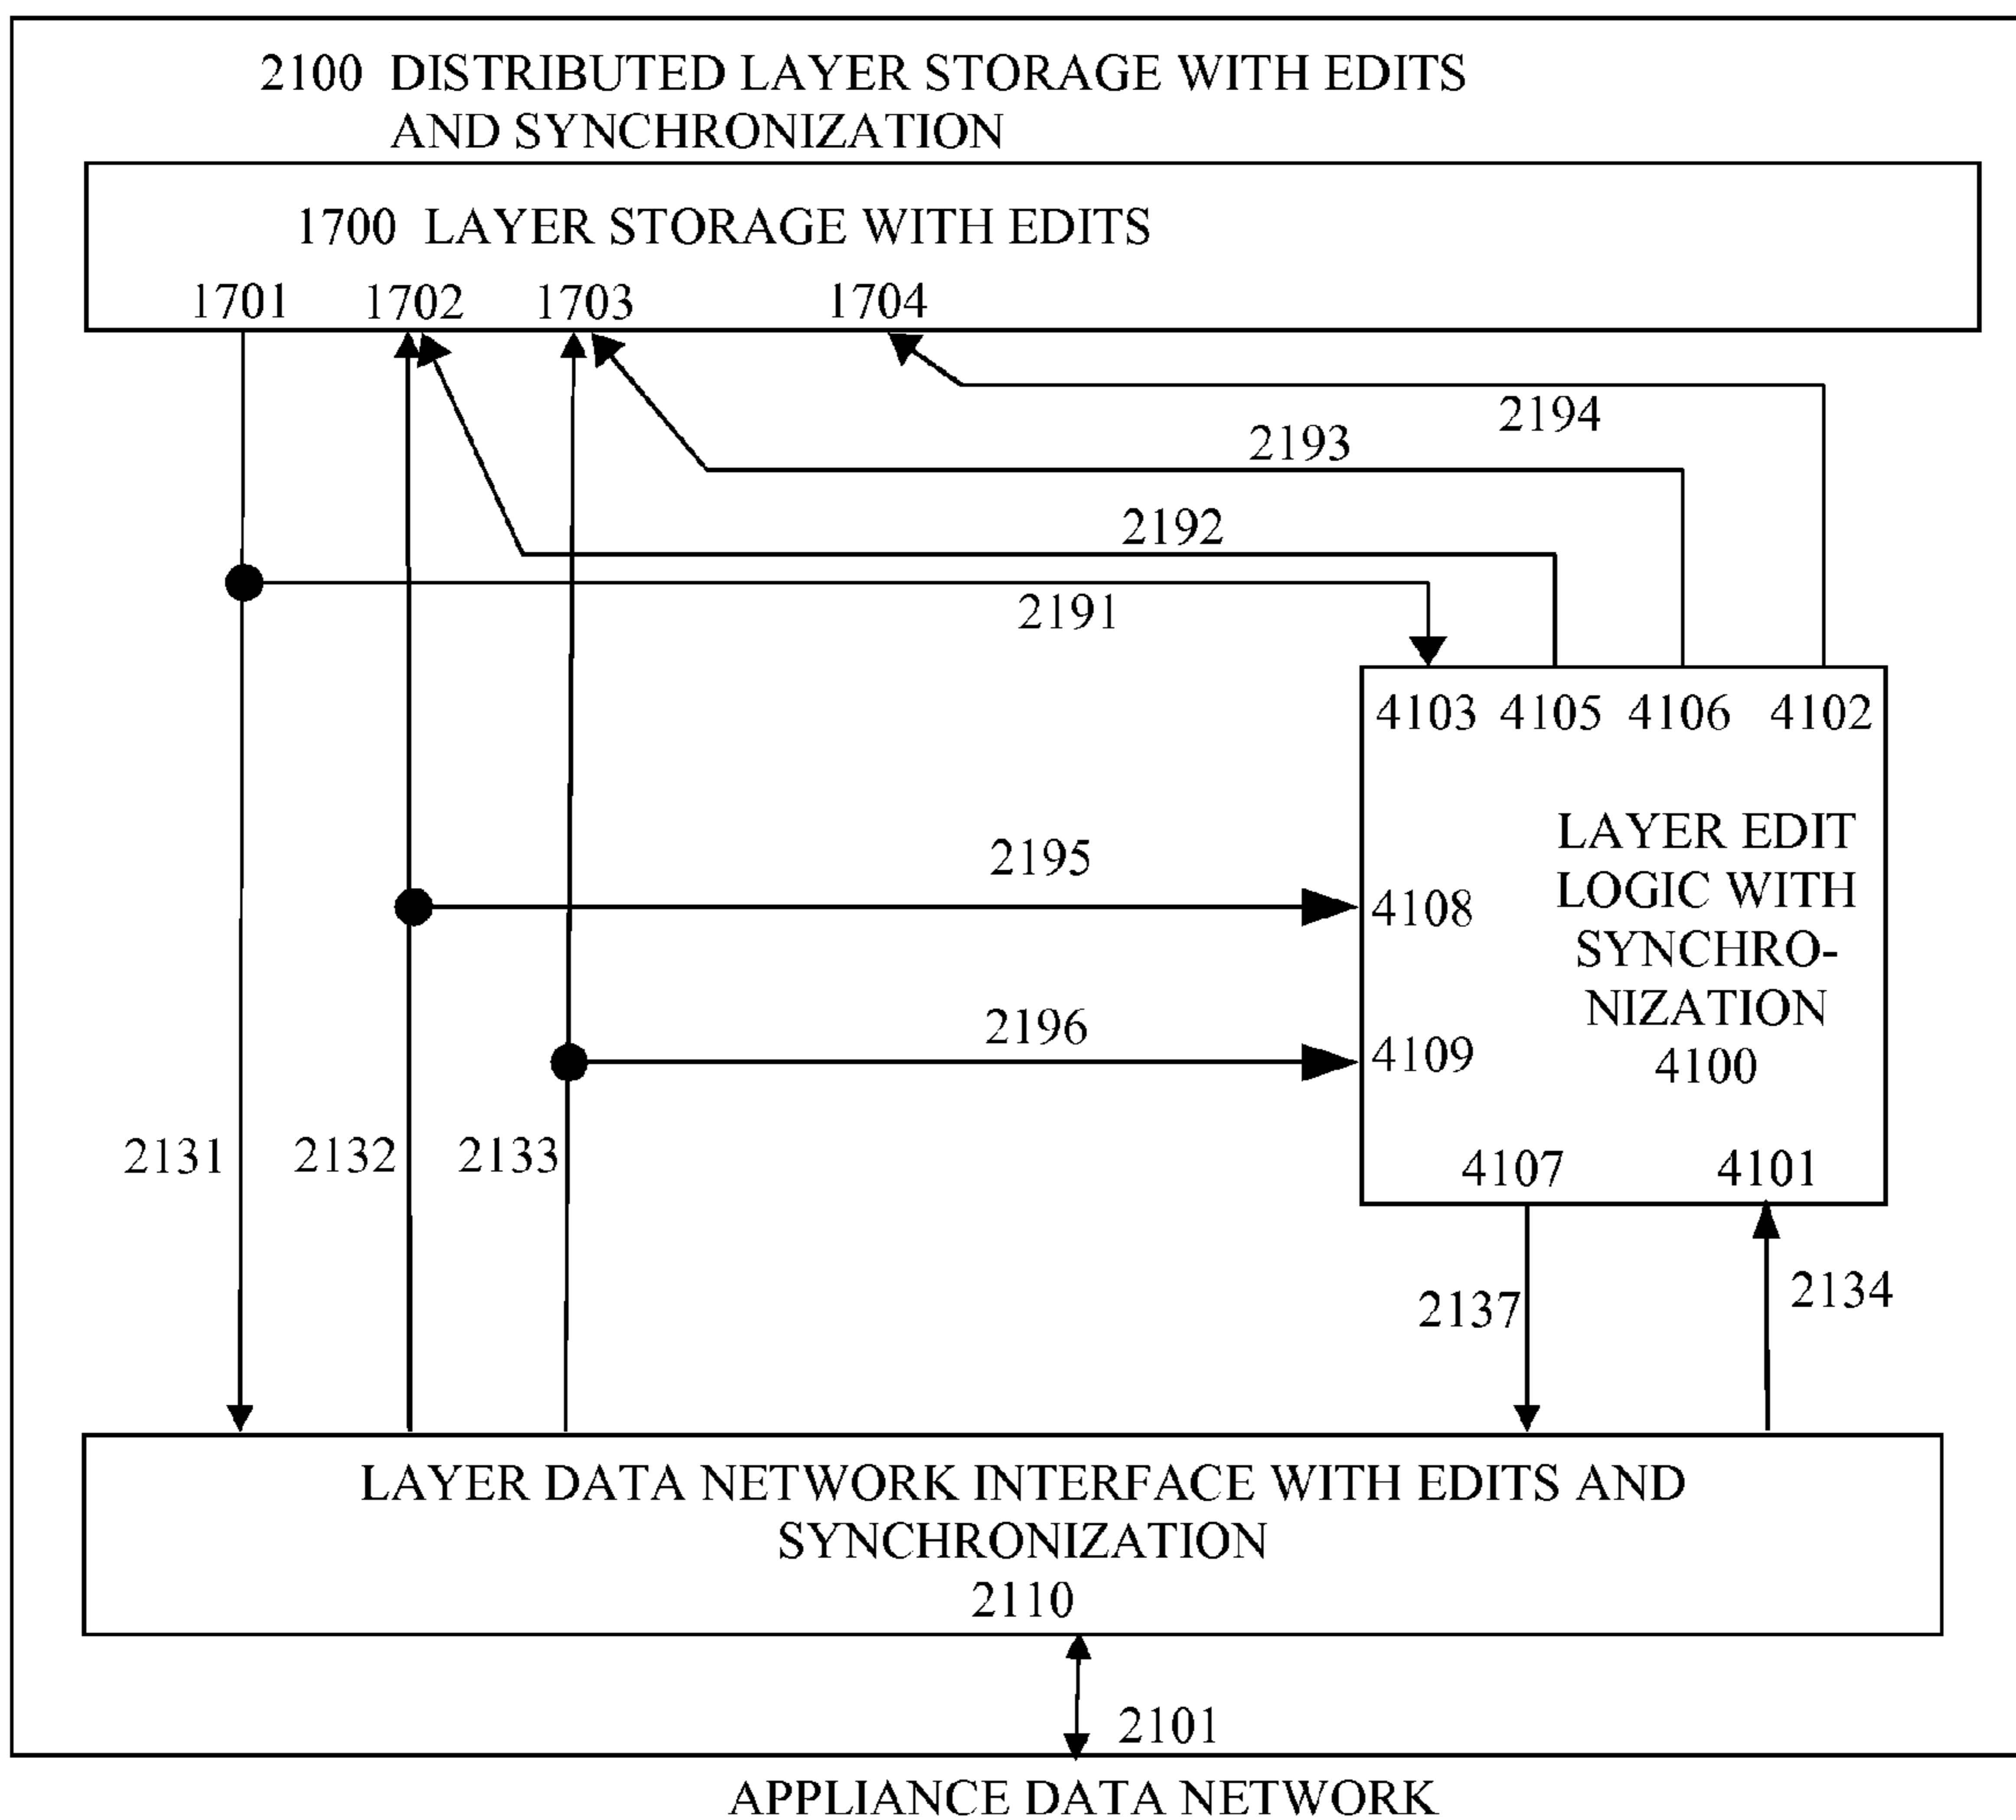 2100 DISTRIBUTED LAYER STORAGE WITH EDITS
AND SYNCHRONIZATION
1700 LAYER STORAGE WITH EDITS
1701 1702 1703 1704
2194
2193
2192
2191
4103 4105 4106 4102
LAYER EDIT
LOGIC WITH
SYNCHRO-
NIZATION
4100
2195
4108
2196
4109
2131 2132 2133
4107 4101
2137
2134
LAYER DATA NETWORK INTERFACE WITH EDITS AND
SYNCHRONIZATION
2110
2101
APPLIANCE DATA NETWORK